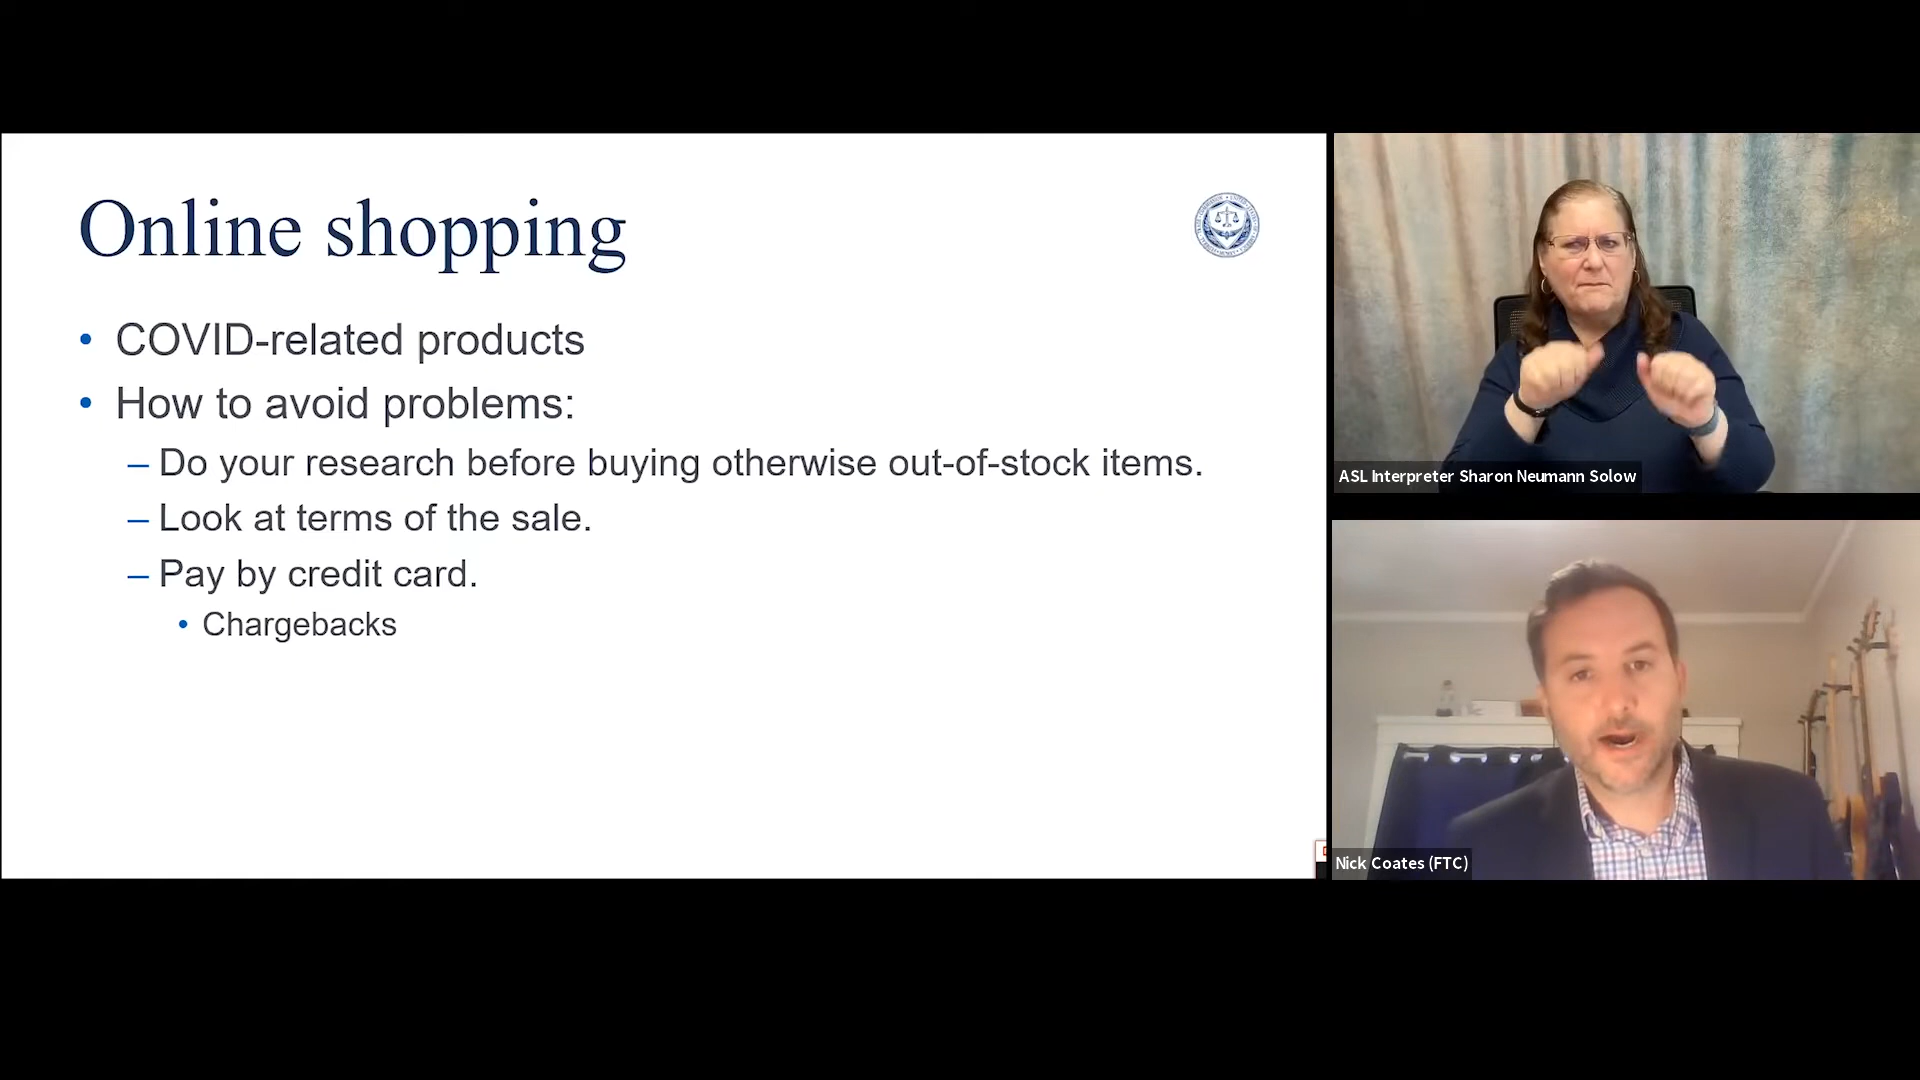 Online shopping
• COVID-related products
• How to avoid problems:
– Do your research before buying otherwise out-of-stock items.
– Look at terms of the sale.
– Pay by credit card.
• Chargebacks
ASL Interpreter Sharon Neumann Solow
Nick Coates (FTC)